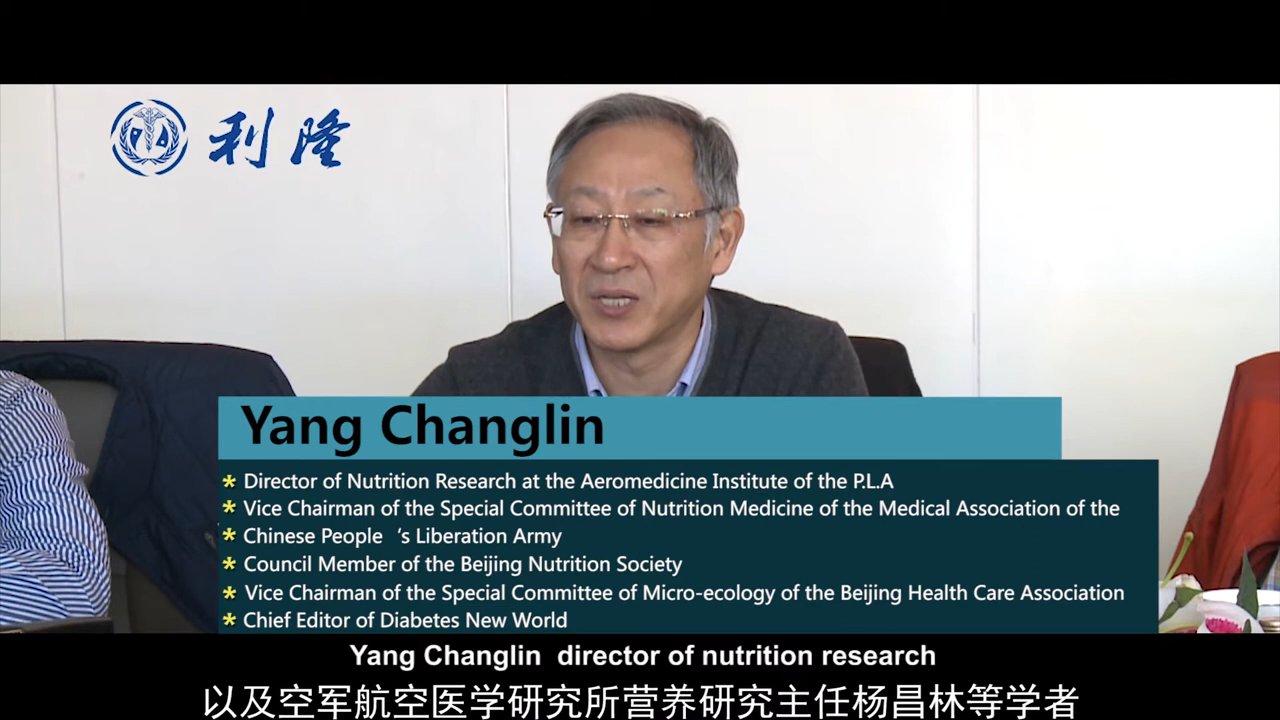 利隆
Yang Changlin
* Director of Nutrition Research at the Aeromedicine Institute of the P.L.A
* Vice Chairman of the Special Committee of Nutrition Medicine of the Medical Association of the
* Chinese People ‘s Liberation Army
* Council Member of the Beijing Nutrition Society
* Vice Chairman of the Special Committee of Micro-ecology of the Beijing Health Care Association
* Chief Editor of Diabetes New World
Yang Changlin director of nutrition research
以及空军航空医学研究所营养研究主任杨昌林等学者